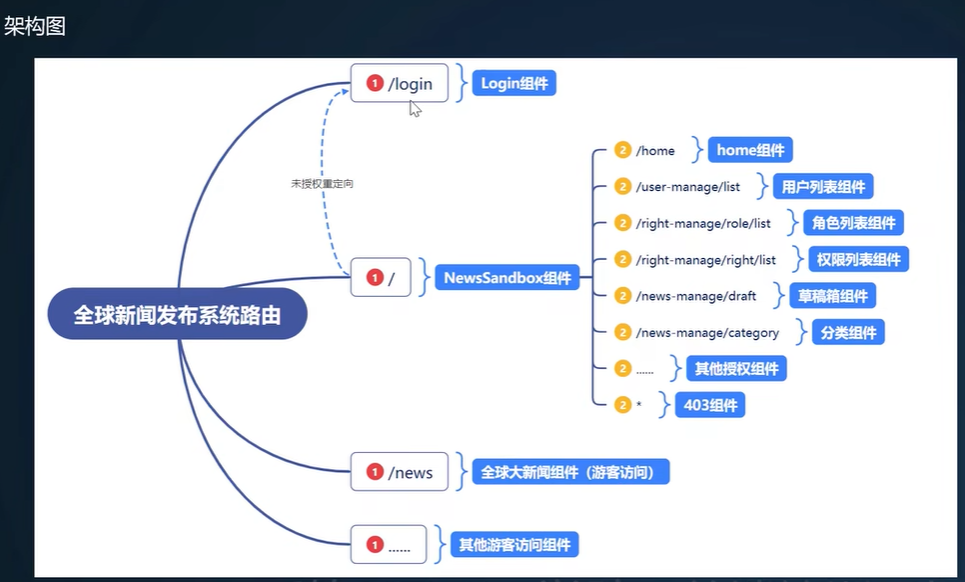 架构图
1 /login
Login组件
未授权重定向
全球新闻发布系统路由
1 /
NewsSandbox组件
2 /home
home组件
2 /user-manage/list
用户列表组件
2 /right-manage/role/list
角色列表组件
2 /right-manage/right/list
权限列表组件
2 /news-manage/draft
草稿箱组件
2 /news-manage/category
分类组件
2 ......
其他授权组件
2 *
403组件
1 /news
全球大新闻组件（游客访问）
1 ......
其他游客访问组件